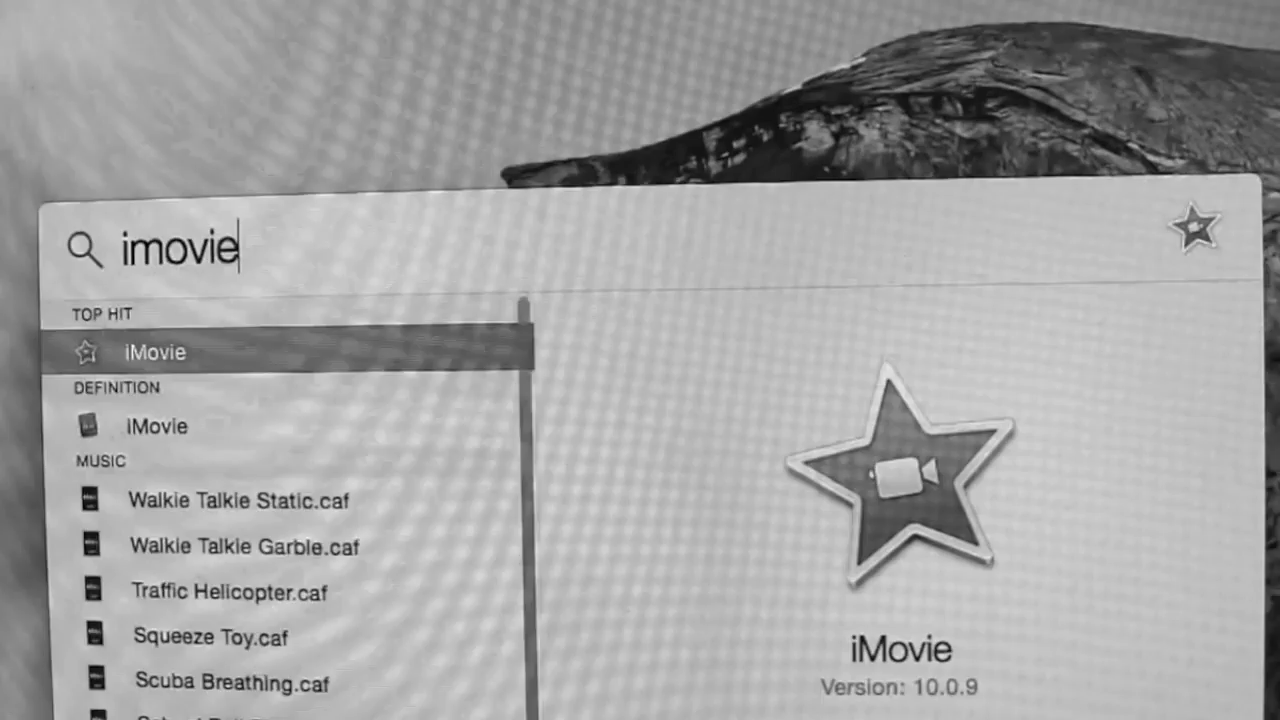 imovie
TOP HIT
iMovie
DEFINITION
iMovie
MUSIC
Walkie Talkie Static.caf
Walkie Talkie Garble.caf
Traffic Helicopter.caf
Squeeze Toy.caf
Scuba Breathing.caf
iMovie
Version: 10.0.9